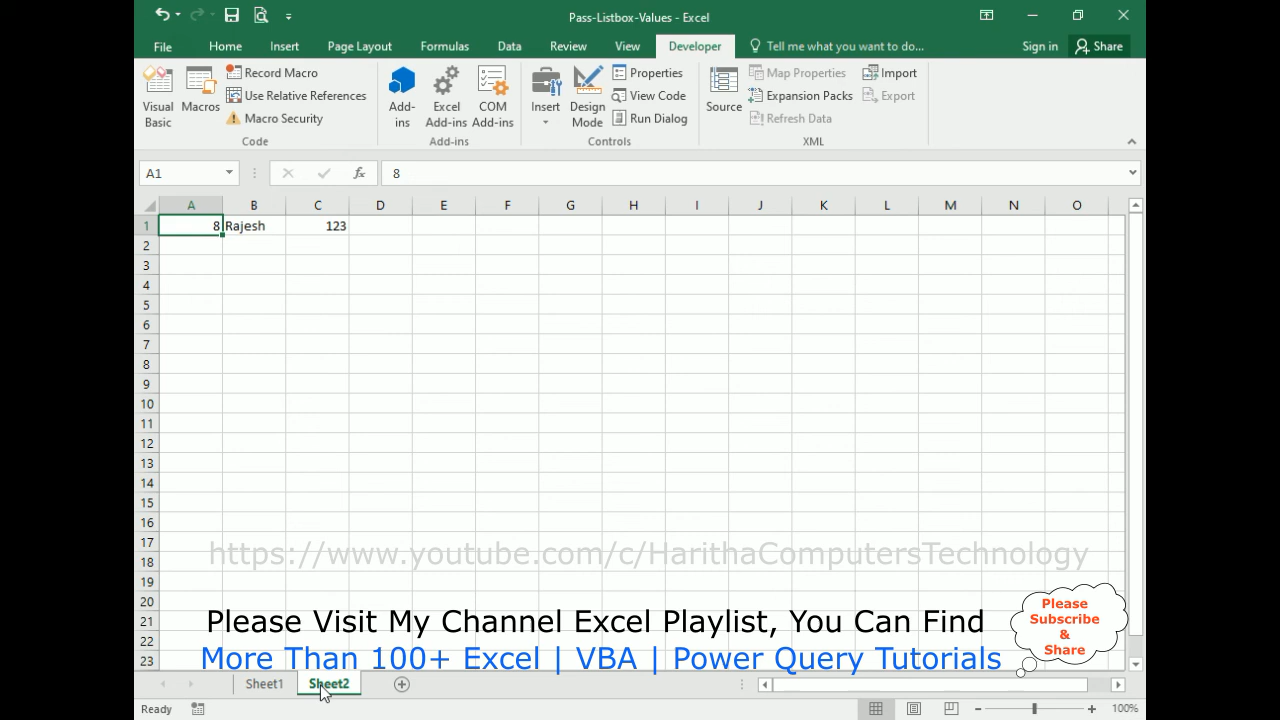 Pass-Listbox-Values - Excel
File Home Insert Page Layout Formulas Data Review View Developer Tell me what you want to do... Sign in Share
Visual Basic
Macros
Record Macro
Use Relative References
Macro Security
Code
Add-ins
Excel Add-ins
COM Add-ins
Add-ins
Insert
Design Mode
Properties
View Code
Run Dialog
Controls
Source
Map Properties
Expansion Packs
Refresh Data
Import
Export
XML
A1 fx 8
A B C D E F G H I J K L M N O
1 8 Rajesh 123
2
3
4
5
6
7
8
9
10
11
12
13
14
15
16
17
https://www.youtube.com/c/HarithaComputersTechnology
18
19
20
21
Please Visit My Channel Excel Playlist, You Can Find
22
23
More Than 100+ Excel | VBA | Power Query Tutorials
Please
Subscribe
&
Share
Sheet1 Sheet2
Ready 100%